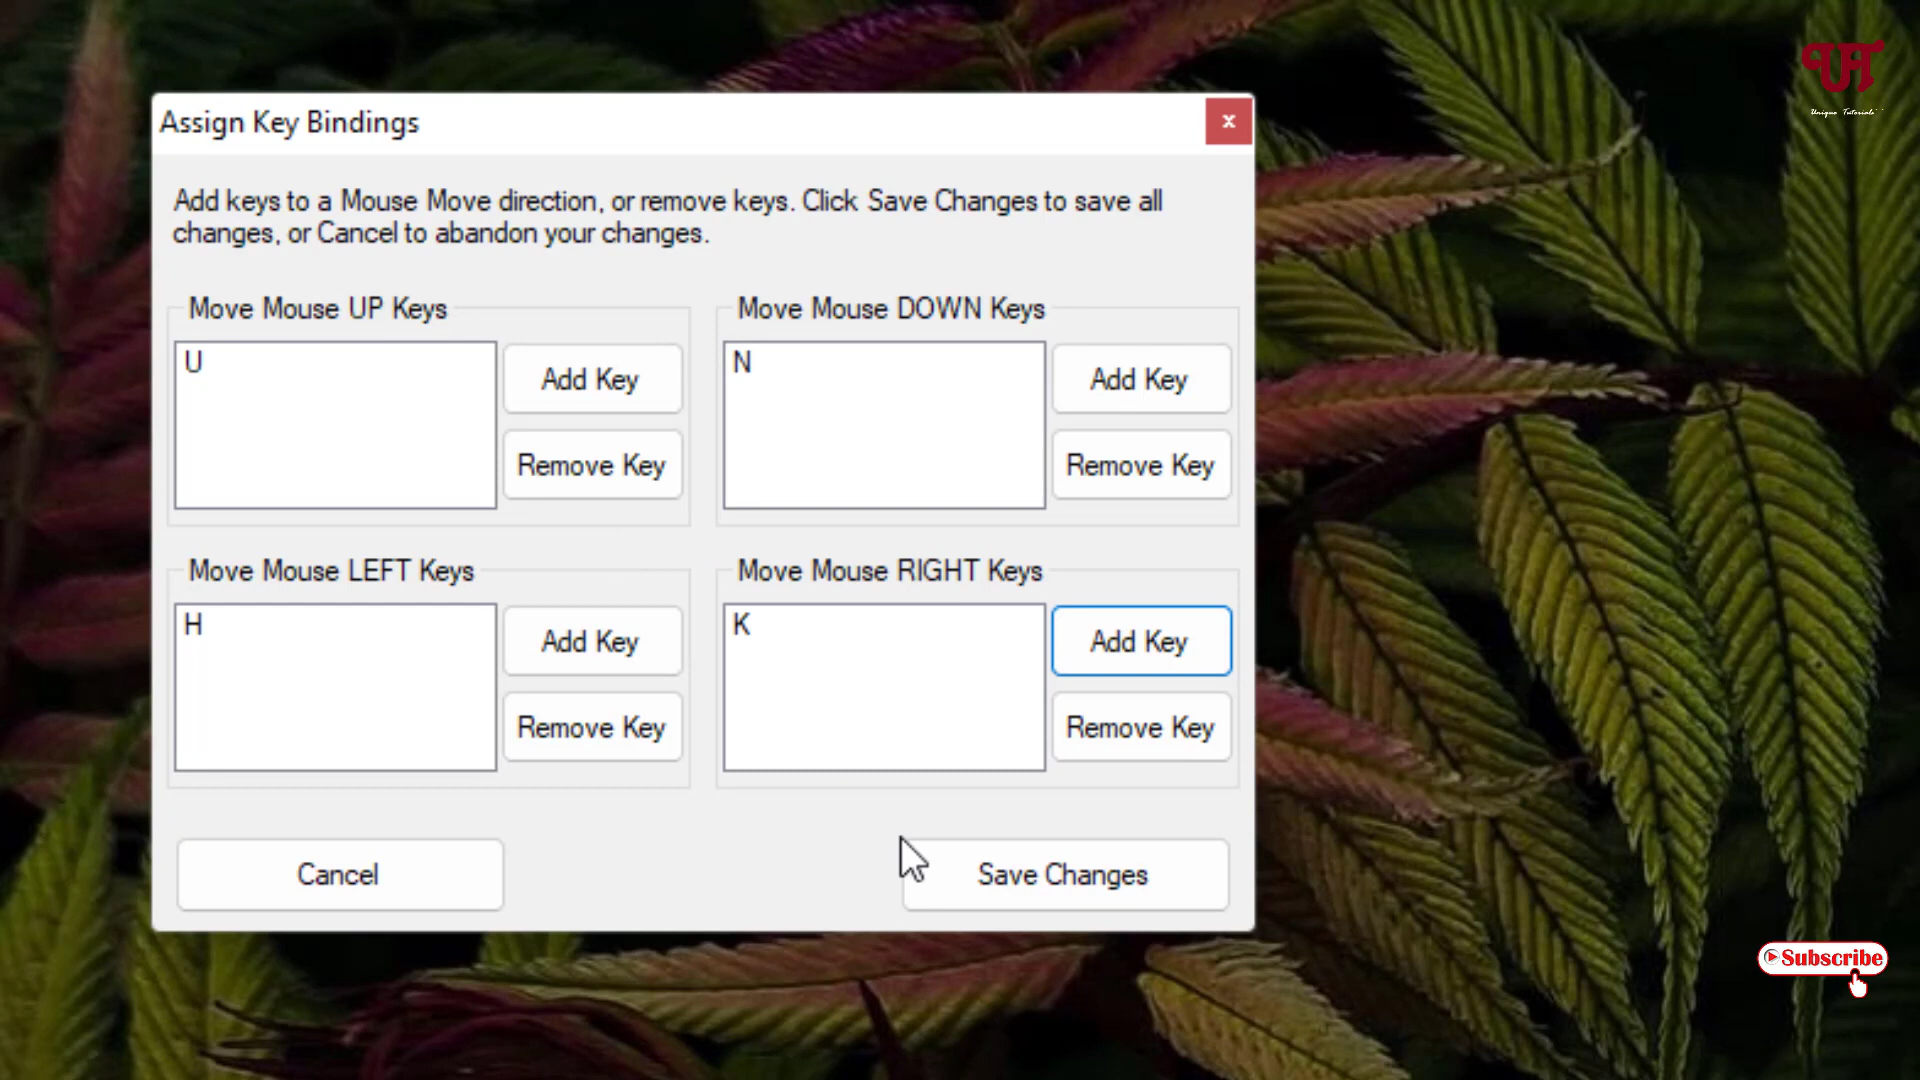 Assign Key Bindings
x
Add keys to a Mouse Move direction, or remove keys. Click Save Changes to save all
changes, or Cancel to abandon your changes.
Move Mouse UP Keys
U
Add Key
Remove Key
Move Mouse DOWN Keys
N
Add Key
Remove Key
Move Mouse LEFT Keys
H
Add Key
Remove Key
Move Mouse RIGHT Keys
K
Add Key
Remove Key
Cancel
Save Changes
UT
Unique Tutorials
Subscribe